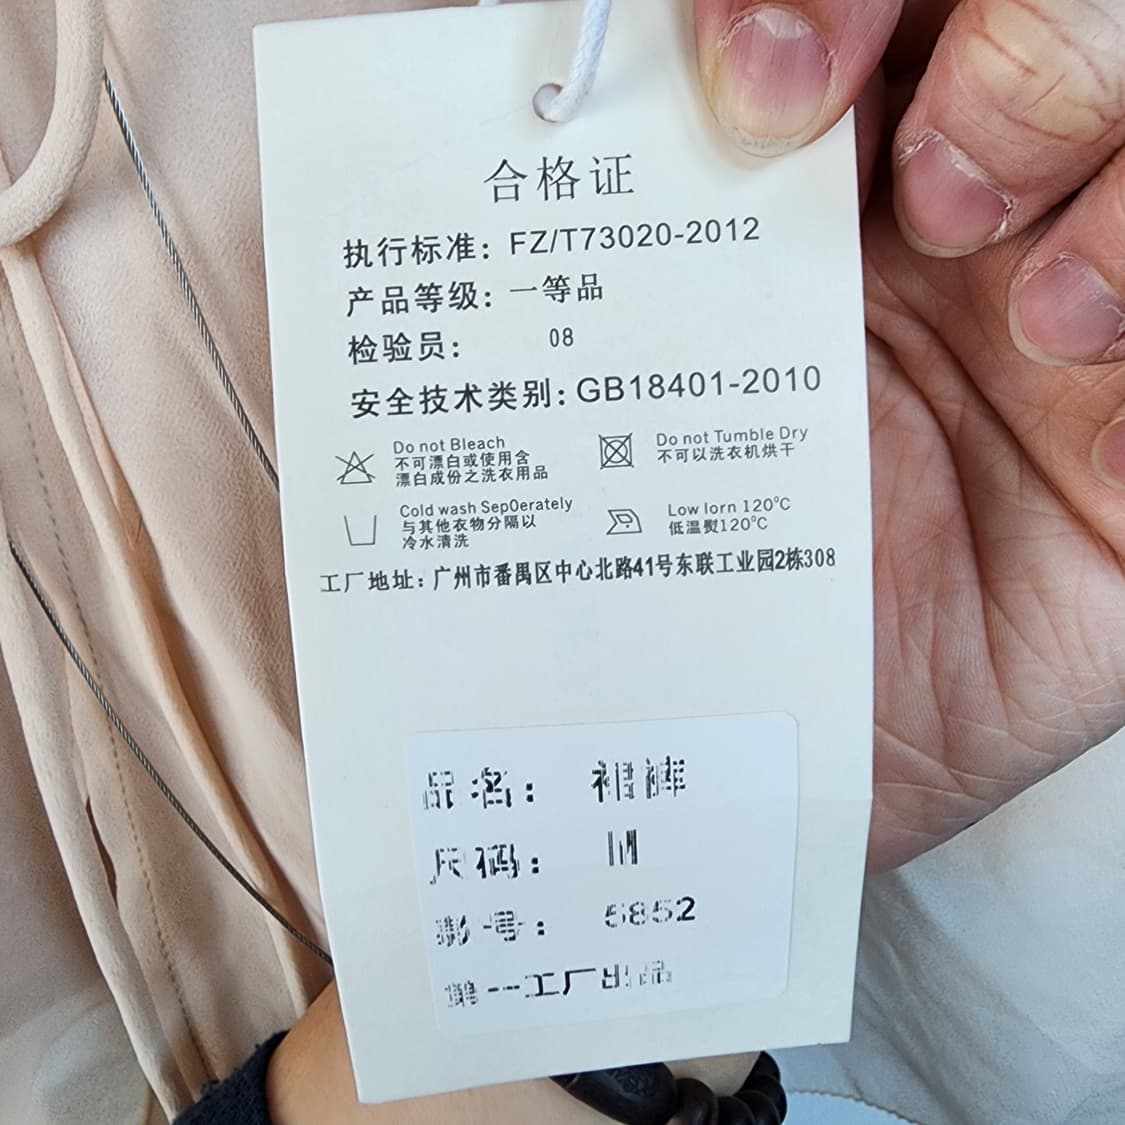 合格证
执行标准：FZ/T73020-2012
产品等级：一等品
检验员： 08
安全技术类别：GB18401-2010
Do not Bleach
不可漂白或使用含
漂白成份之洗衣用品
Do not Tumble Dry
不可以洗衣机烘干
Cold wash Sep0erately
与其他衣物分隔以
冷水清洗
Low lorn 120°C
低温熨120°C
工厂地址：广州市番禺区中心北路41号东联工业园2栋308
品名： 裙裤
尺码： M
款号： 5852
第一工厂出品